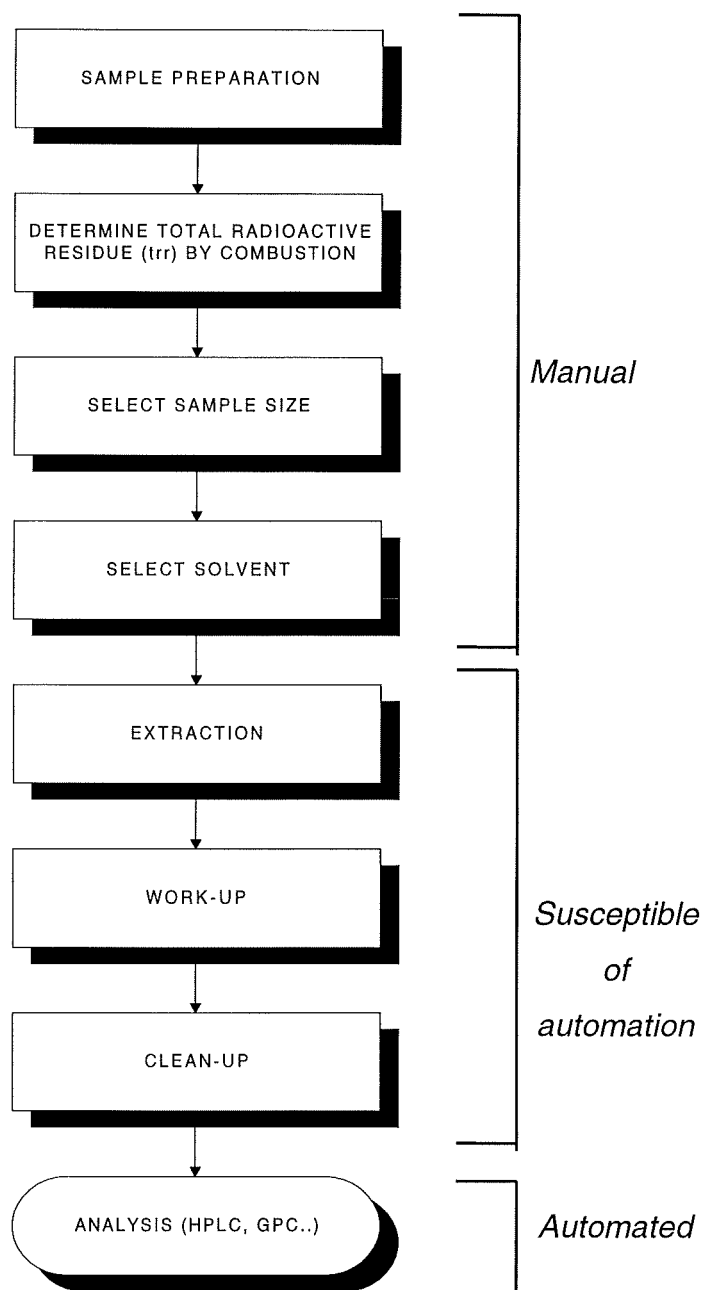 SAMPLE PREPARATION
DETERMINE TOTAL RADIOACTIVE
RESIDUE (trr) BY COMBUSTION
SELECT SAMPLE SIZE
Manual
SELECT SOLVENT
EXTRACTION
WORK-UP
Susceptible
of
automation
CLEAN-UP
ANALYSIS (HPLC, GPC..)
Automated